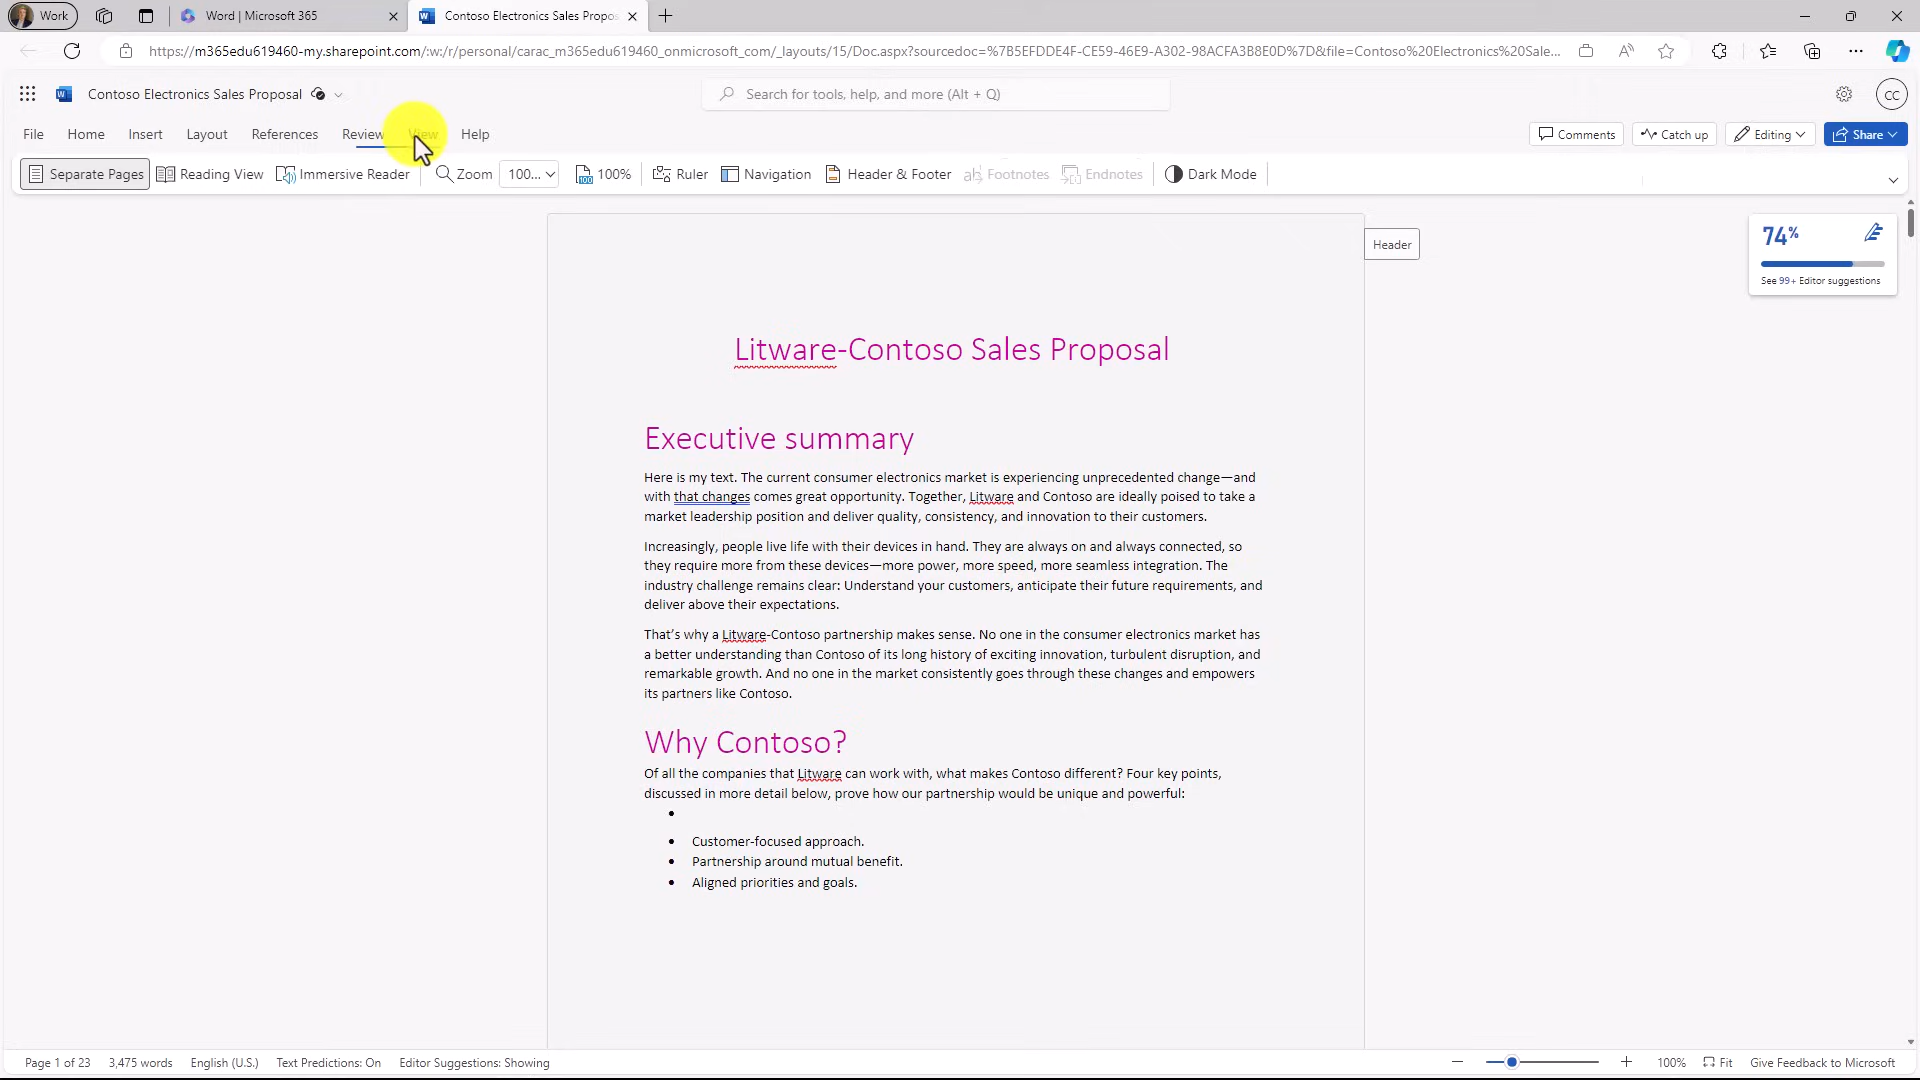 Work
Word | Microsoft 365
Contoso Electronics Sales Propos
https://m365edu619460-my.sharepoint.com/:w:/r/personal/carac_m365edu619460_onmicrosoft_com/_layouts/15/Doc.aspx?sourcedoc=%7B5EFDDE4F-CE59-46E9-A302-98ACFA3B8E0D%7D&file=Contoso%20Electronics%20Sale...
Contoso Electronics Sales Proposal
Search for tools, help, and more (Alt + Q)
CC
File Home Insert Layout References Review View Help
Comments Catch up Editing Share
Separate Pages Reading View Immersive Reader Zoom 100... 100% Ruler Navigation Header & Footer ab Footnotes Endnotes Dark Mode
Header
74%
See 99+ Editor suggestions
Litware-Contoso Sales Proposal
Executive summary
Here is my text. The current consumer electronics market is experiencing unprecedented change—and
with that changes comes great opportunity. Together, Litware and Contoso are ideally poised to take a
market leadership position and deliver quality, consistency, and innovation to their customers.
Increasingly, people live life with their devices in hand. They are always on and always connected, so
they require more from these devices—more power, more speed, more seamless integration. The
industry challenge remains clear: Understand your customers, anticipate their future requirements, and
deliver above their expectations.
That's why a Litware-Contoso partnership makes sense. No one in the consumer electronics market has
a better understanding than Contoso of its long history of exciting innovation, turbulent disruption, and
remarkable growth. And no one in the market consistently goes through these changes and empowers
its partners like Contoso.
Why Contoso?
Of all the companies that Litware can work with, what makes Contoso different? Four key points,
discussed in more detail below, prove how our partnership would be unique and powerful:
•
• Customer-focused approach.
• Partnership around mutual benefit.
• Aligned priorities and goals.
Page 1 of 23 3,475 words English (U.S.) Text Predictions: On Editor Suggestions: Showing
100% Fit Give Feedback to Microsoft